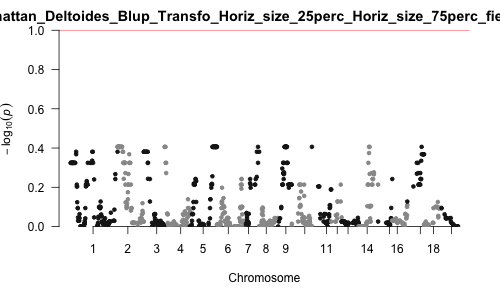 attan_Deltoides_Blup_Transfo_Horiz_size_25perc_Horiz_size_75perc_fie
1.0
0.8
0.6
0.4
0.2
0.0
− log10(p)
1 2 3 4 5 6 7 8 9 11 14 16 18
Chromosome